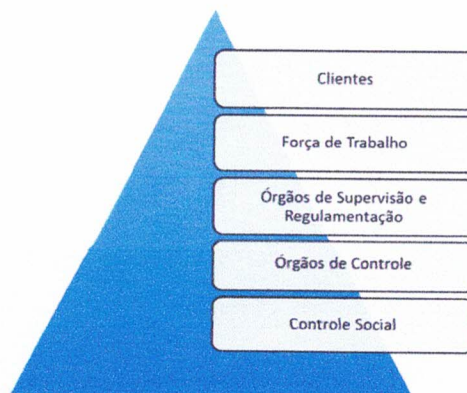 Clientes
Força de Trabalho
Órgãos de Supervisão e
Regulamentação
Órgãos de Controle
Controle Social